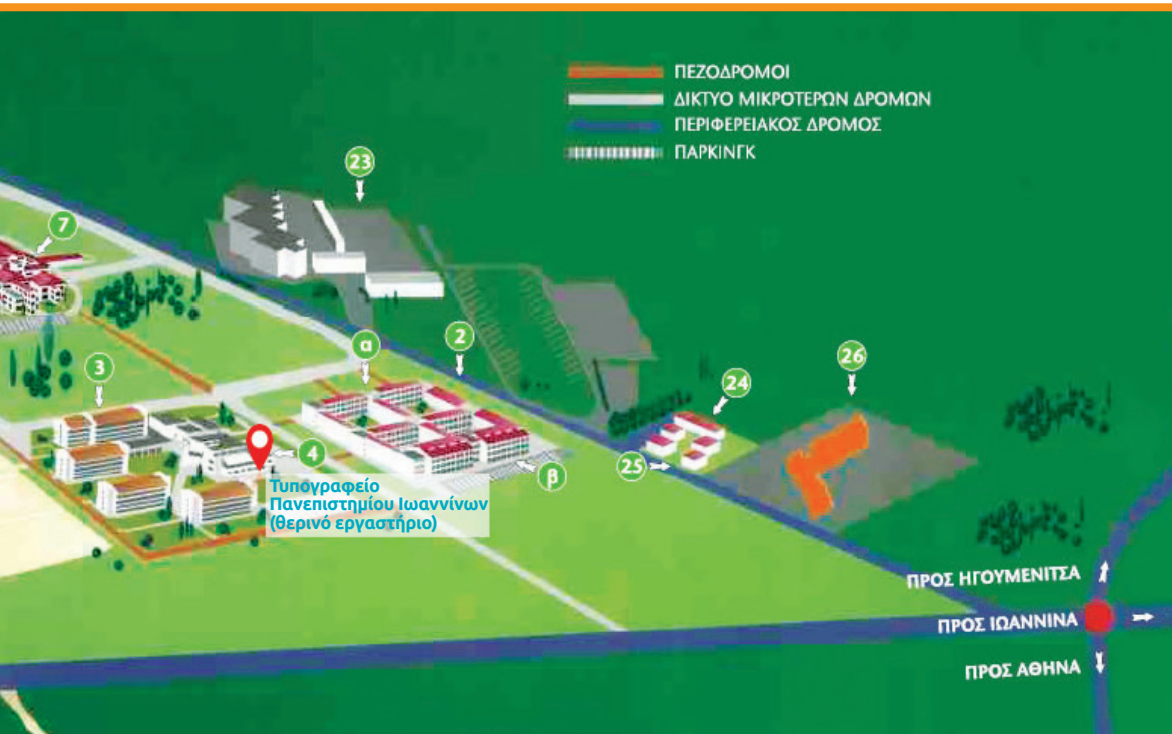 ΠΕΖΟΔΡΟΜΟΙ
ΔΙΚΤΥΟ ΜΙΚΡΟΤΕΡΩΝ ΔΡΟΜΩΝ
ΠΕΡΙΦΕΡΕΙΑΚΟΣ ΔΡΟΜΟΣ
ΠΑΡΚΙΝΓΚ
23
7
α
2
3
26
24
4
25
β
Τυπογραφείο
Πανεπιστημίου Ιωαννίνων
(θερινό εργαστήριο)
ΠΡΟΣ ΗΓΟΥΜΕΝΙΤΣΑ
ΠΡΟΣ ΙΩΑΝΝΙΝΑ
ΠΡΟΣ ΑΘΗΝΑ